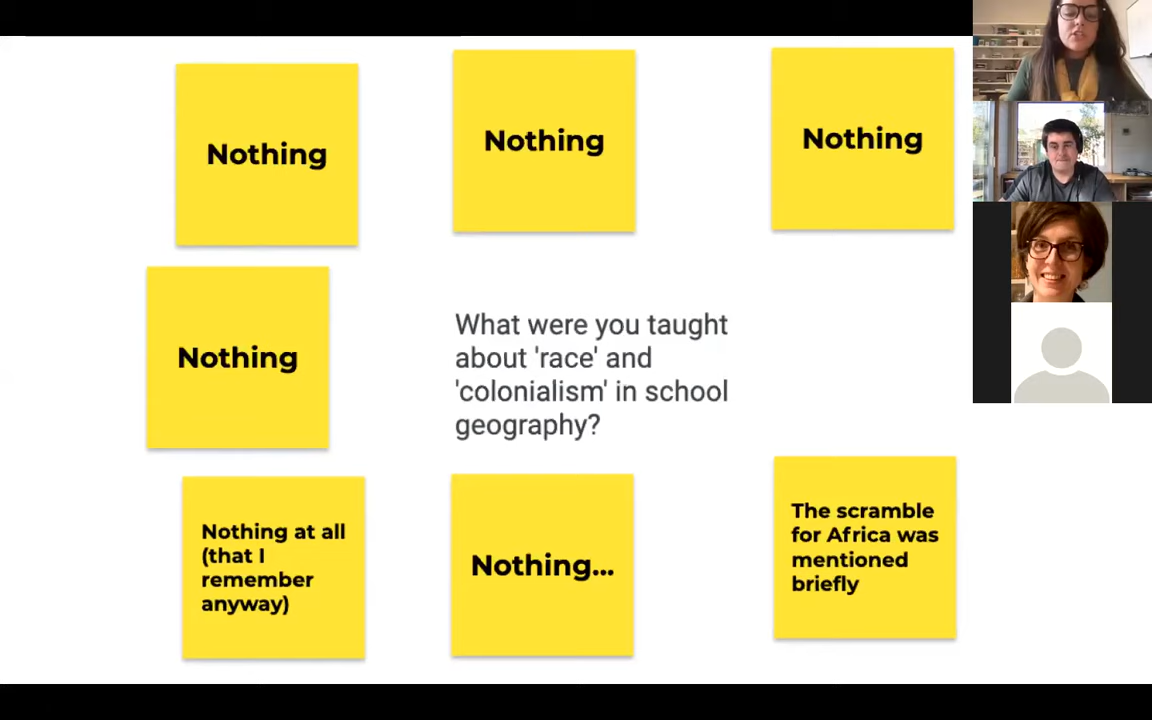 Nothing
Nothing
Nothing
Nothing
What were you taught
about 'race' and
'colonialism' in school
geography?
Nothing at all
(that I
remember
anyway)
Nothing...
The scramble
for Africa was
mentioned
briefly